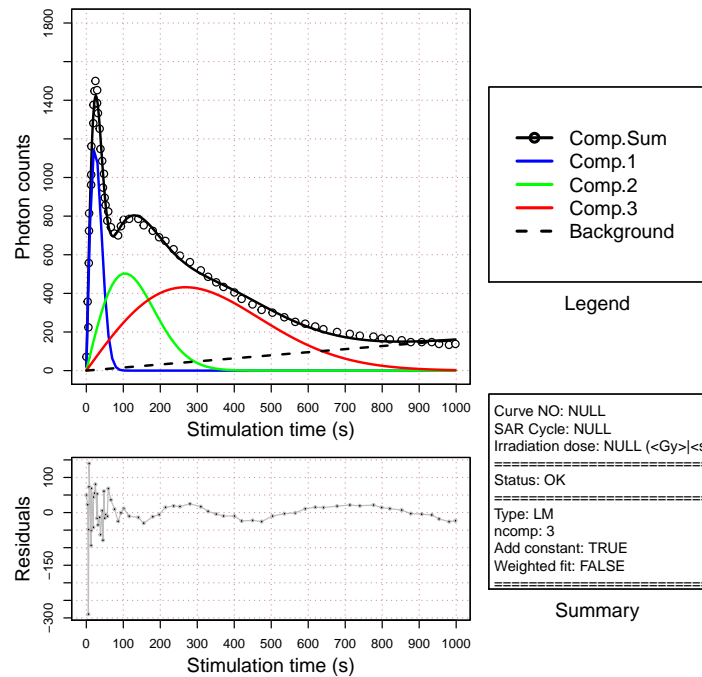 1800
1400
1000
800
600
400
200
0
Photon counts
0 100 200 300 400 500 600 700 800 900 1000
Stimulation time (s)
Comp.Sum
Comp.1
Comp.2
Comp.3
Background
Legend
100
0
−100
−300
Residuals
0 100 200 300 400 500 600 700 800 900 1000
Stimulation time (s)
Curve NO: NULL
SAR Cycle: NULL
Irradiation dose: NULL (<Gy>|<s
Status: OK
Type: LM
ncomp: 3
Add constant: TRUE
Weighted fit: FALSE
Summary